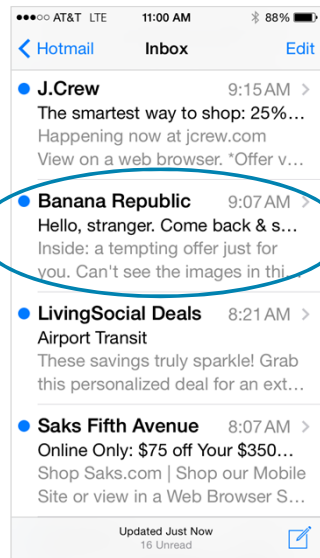 AT&T LTE 11:00 AM 88%
Hotmail Inbox Edit
J.Crew 9:15 AM
The smartest way to shop: 25%...
Happening now at jcrew.com
View on a web browser. *Offer v...
Banana Republic 9:07 AM
Hello, stranger. Come back & s...
Inside: a tempting offer just for
you. Can't see the images in thi...
LivingSocial Deals 8:21 AM
Airport Transit
These savings truly sparkle! Grab
this personalized deal for an ext...
Saks Fifth Avenue 8:07 AM
Online Only: $75 off Your $350...
Shop Saks.com | Shop our Mobile
Site or view in a Web Browser S...
Updated Just Now
16 Unread